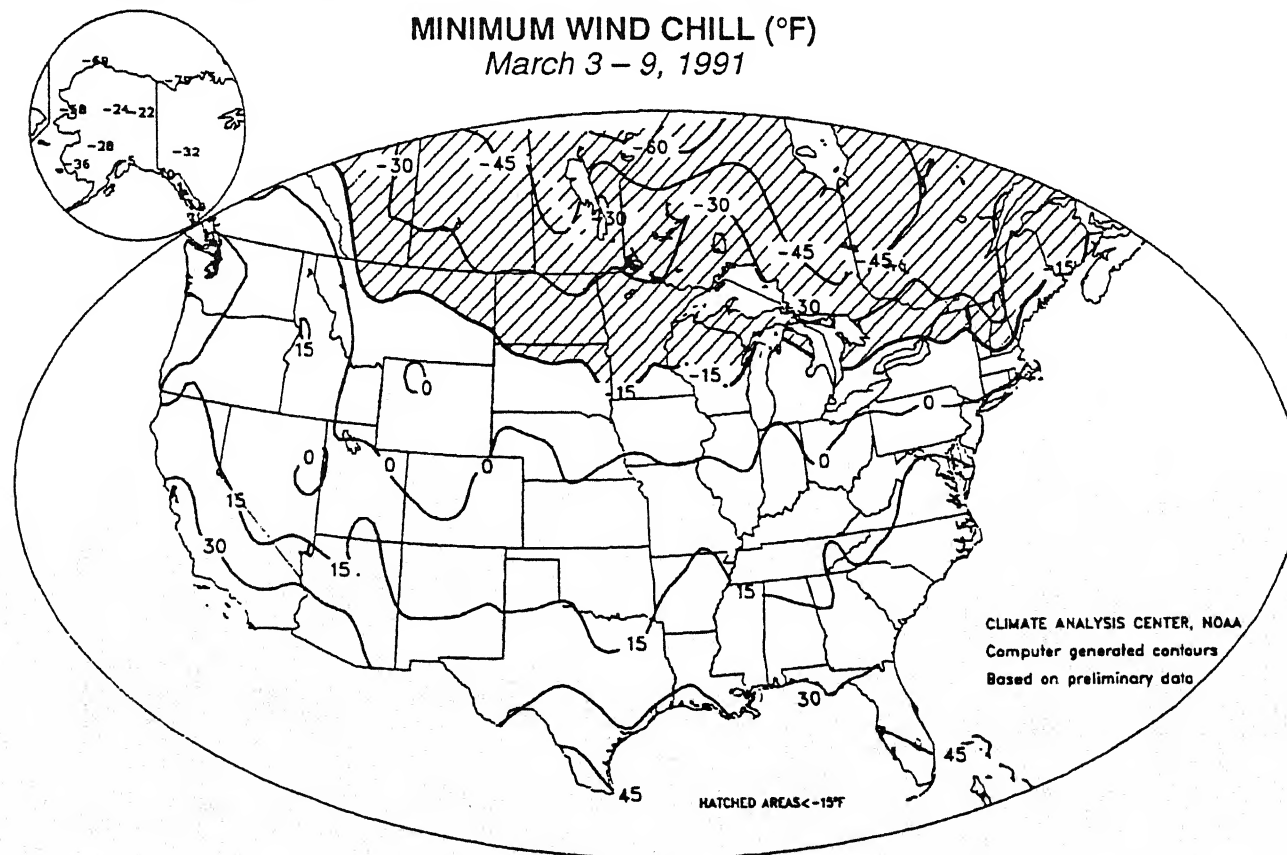 MINIMUM WIND CHILL (°F)
March 3 – 9, 1991
-38 -24 -22
-28
-36
-5
-32
-30 -45 -60
-30 -30
-45 -45
-15
-30
15
-15
-15
0
0
0 0 0 0
15
30
15.
15
15
30
45
45
CLIMATE ANALYSIS CENTER, NOAA
Computer generated contours
Based on preliminary data
HATCHED AREAS<-15°F